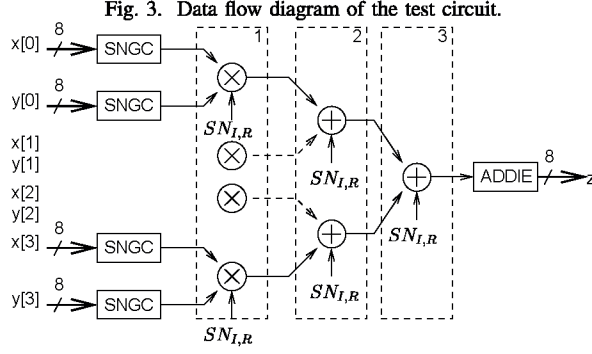 Fig. 3. Data flow diagram of the test circuit.
x[0] 8 SNGC 1 2 3
y[0] 8 SNGC
SN_{I,R}
x[1]
y[1]
SN_{I,R}
x[2]
y[2]
ADDIE 8 z
x[3] 8 SNGC
SN_{I,R}
y[3] 8 SNGC
SN_{I,R}
SN_{I,R}